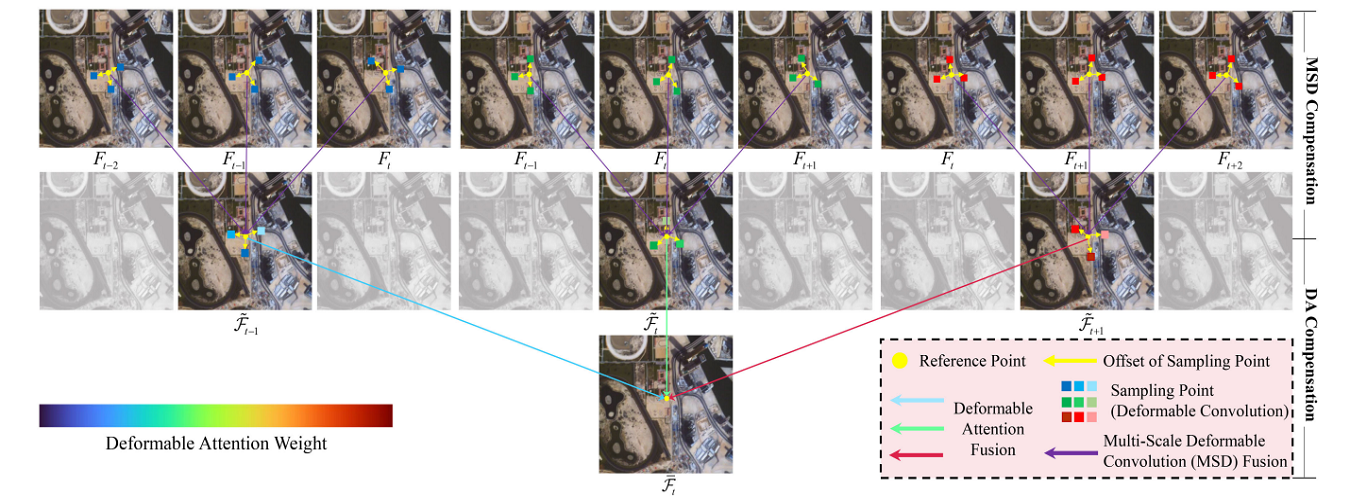 F_{t-2} F_{t-1} F_t F_{t-1} F_t F_{t+1} F_t F_{t+1} F_{t+2}
MSD Compensation
\tilde{\mathcal{F}}_{t-1} \tilde{\mathcal{F}}_t \tilde{\mathcal{F}}_{t+1}
DA Compensation
\bar{\mathcal{F}}_t
Deformable Attention Weight
Reference Point
Offset of Sampling Point
Deformable
Attention
Fusion
Sampling Point
(Deformable Convolution)
Multi-Scale Deformable
Convolution (MSD) Fusion